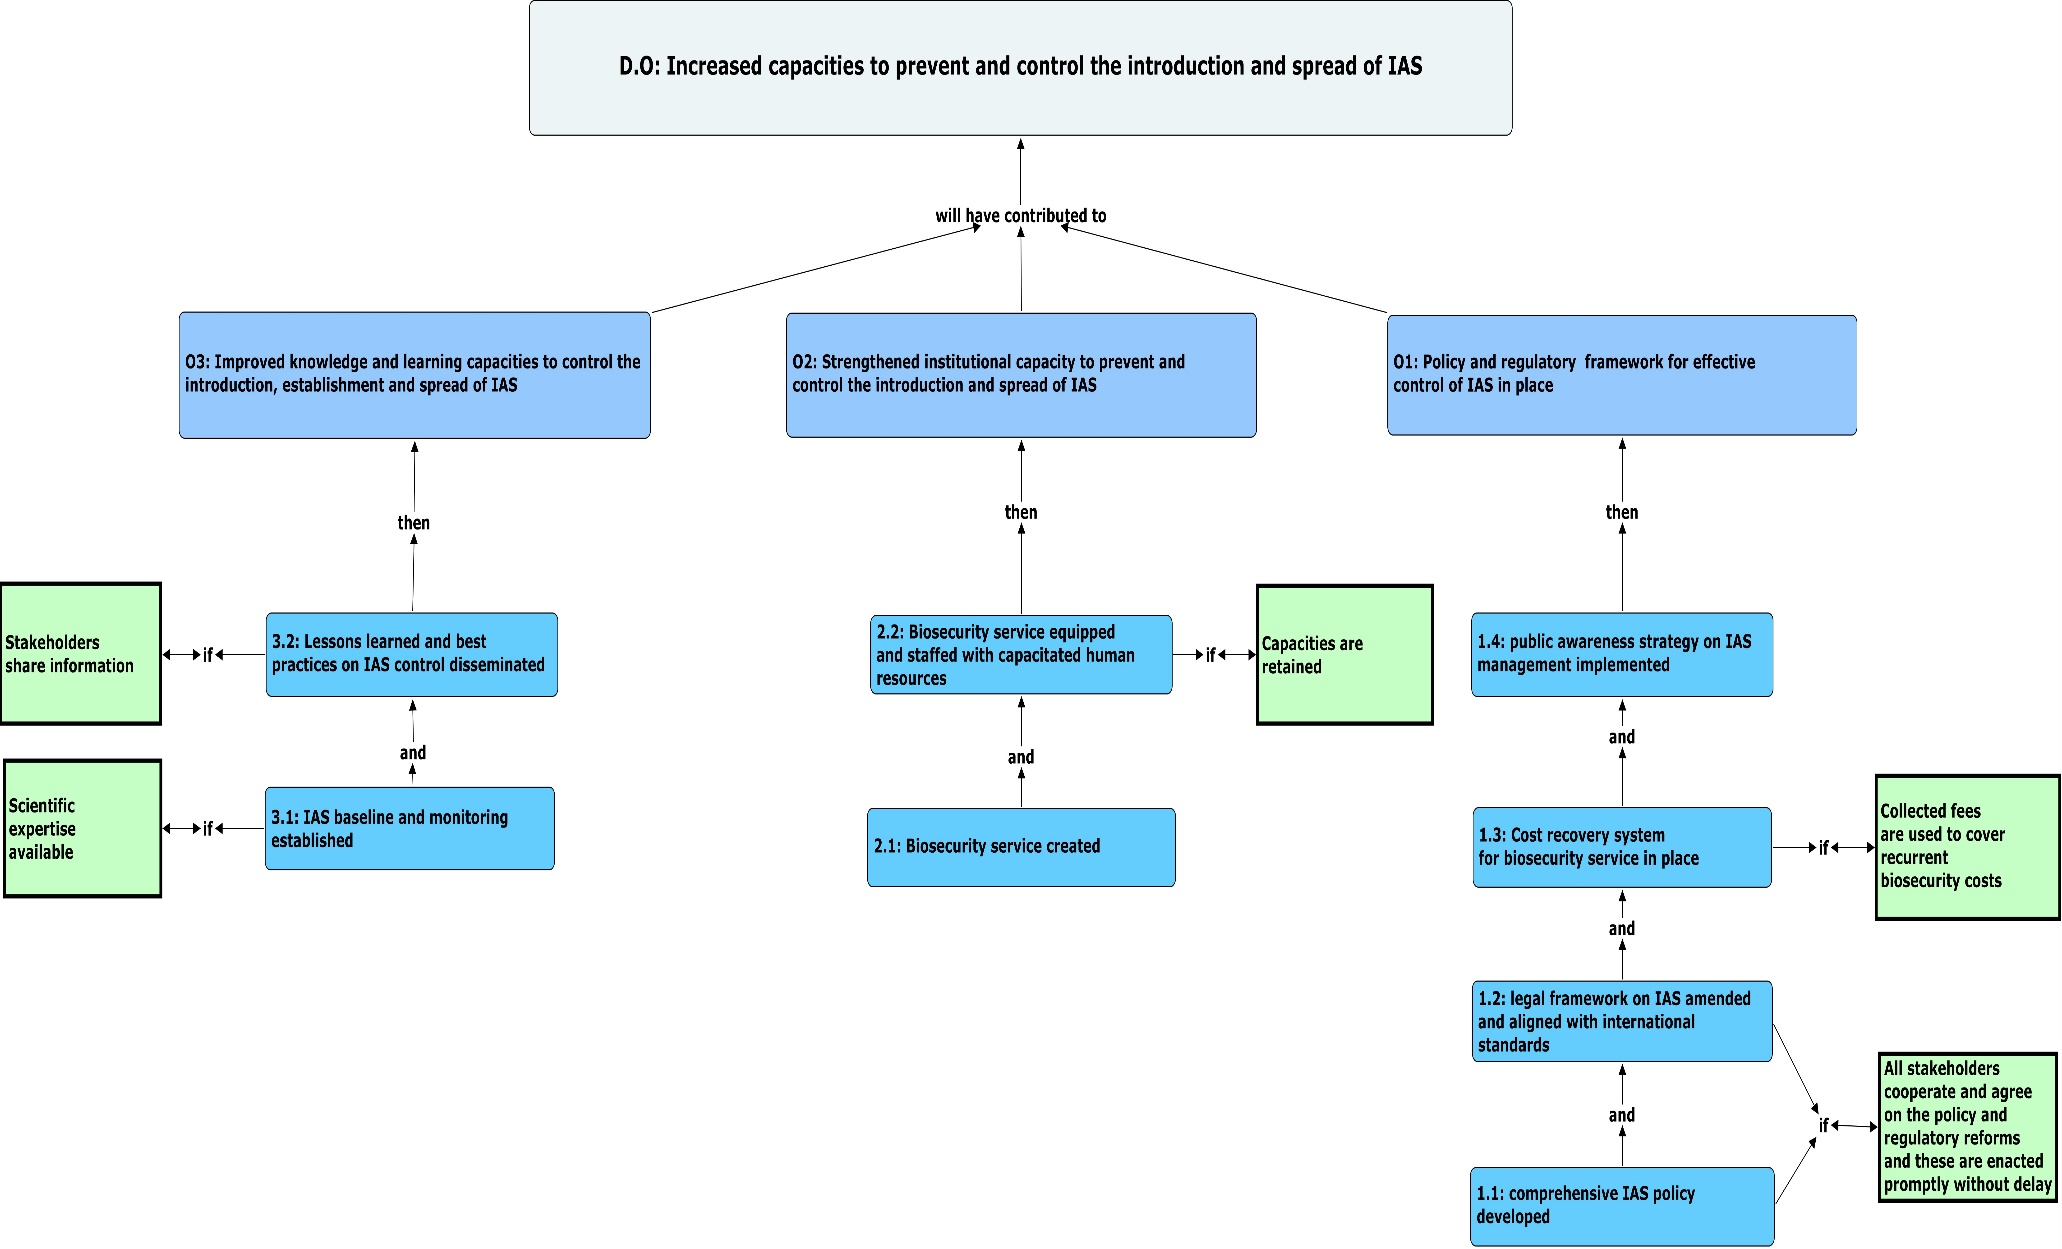 D.O: Increased capacities to prevent and control the introduction and spread of IAS
will have contributed to
O3: Improved knowledge and learning capacities to control the
introduction, establishment and spread of IAS
O2: Strengthened institutional capacity to prevent and
control the introduction and spread of IAS
O1: Policy and regulatory framework for effective
control of IAS in place
then
then
then
Stakeholders
share information
if
3.2: Lessons learned and best
practices on IAS control disseminated
2.2: Biosecurity service equipped
and staffed with capacitated human
resources
if
Capacities are
retained
1.4: public awareness strategy on IAS
management implemented
and
and
and
Scientific
expertise
available
if
3.1: IAS baseline and monitoring
established
2.1: Biosecurity service created
1.3: Cost recovery system
for biosecurity service in place
if
Collected fees
are used to cover
recurrent
biosecurity costs
and
1.2: legal framework on IAS amended
and aligned with international
standards
and
if
All stakeholders
cooperate and agree
on the policy and
regulatory reforms
and these are enacted
promptly without delay
1.1: comprehensive IAS policy
developed